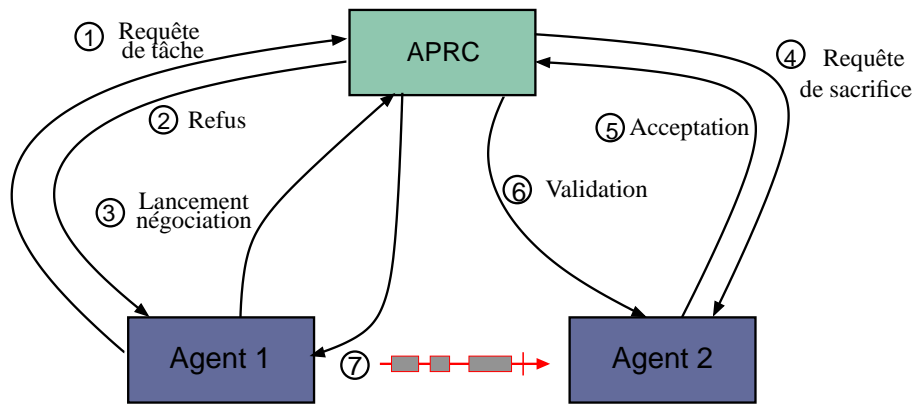 ① Requête
de tâche
APRC
④ Requête
de sacrifice
② Refus
⑤ Acceptation
③ Lancement
négociation
⑥ Validation
Agent 1
⑦
Agent 2